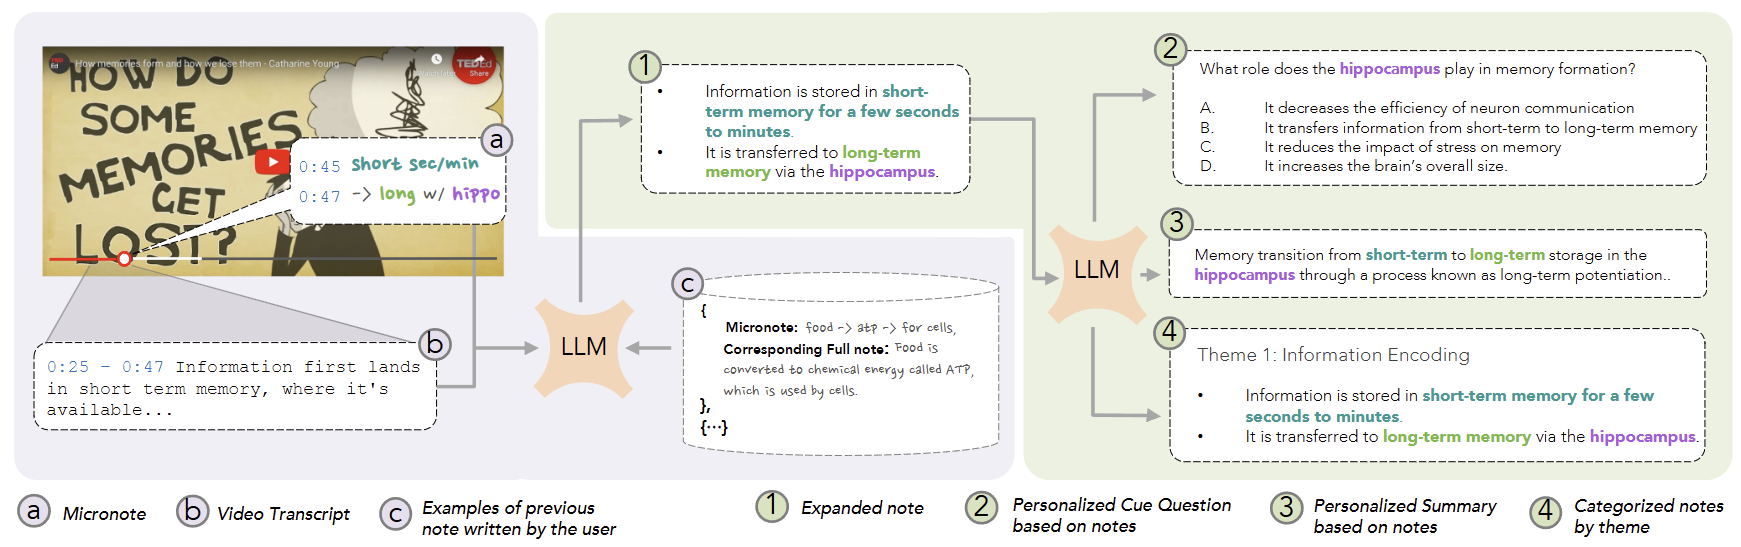 How memories form and how we lose them - Catharine Young
TED Ed
Watch later
Share
TEDEd
HOW DO
SOME
MEMORIES
GET
LOST?
a
0:45 short sec/min
0:47 -> long w/ hippo
b
0:25 - 0:47 Information first lands
in short term memory, where it's
available...
LLM
c
{
Micronote: food -> atp -> for cells,
Corresponding Full note: Food is
converted to chemical energy called ATP,
which is used by cells.
},
{...}
1
• Information is stored in short-
term memory for a few seconds
to minutes.
• It is transferred to long-term
memory via the hippocampus.
LLM
2
What role does the hippocampus play in memory formation?
A. It decreases the efficiency of neuron communication
B. It transfers information from short-term to long-term memory
C. It reduces the impact of stress on memory
D. It increases the brain's overall size.
3
Memory transition from short-term to long-term storage in the
hippocampus through a process known as long-term potentiation..
4
Theme 1: Information Encoding
• Information is stored in short-term memory for a few
seconds to minutes.
• It is transferred to long-term memory via the hippocampus.
a Micronote
b Video Transcript
c Examples of previous
note written by the user
1 Expanded note
2 Personalized Cue Question
based on notes
3 Personalized Summary
based on notes
4 Categorized notes
by theme